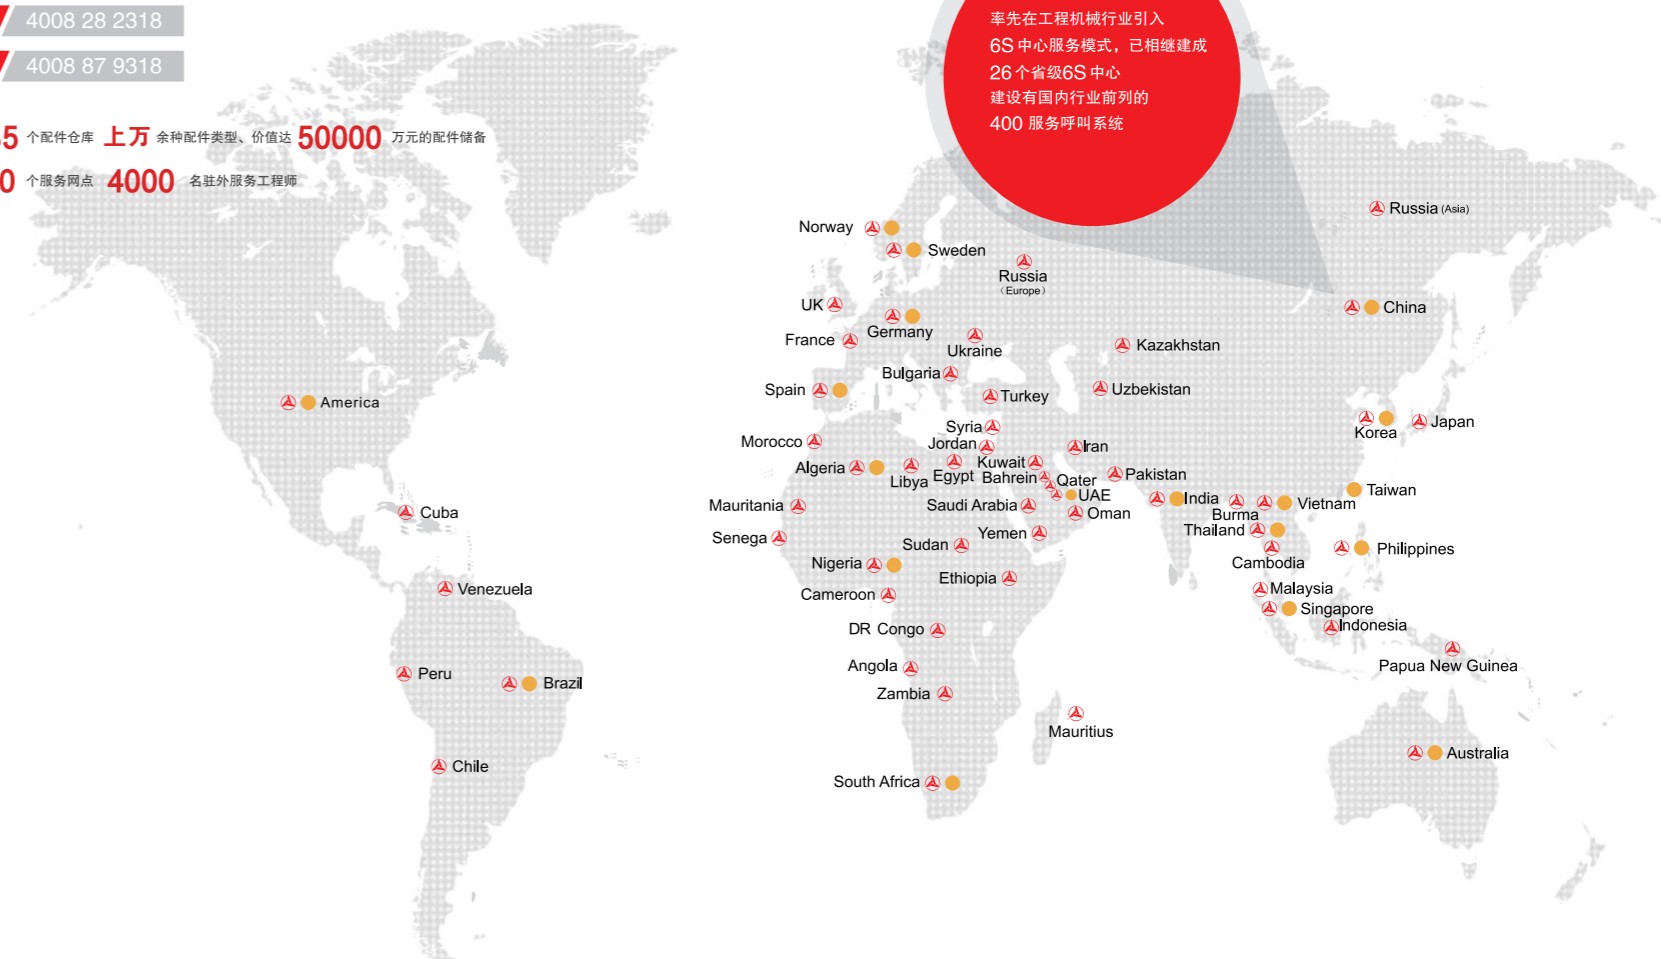 4008 28 2318
4008 87 9318
个配件仓库 上万 余种配件类型、价值达 50000 万元的配件储备
个服务网点 4000 名驻外服务工程师
率先在工程机械行业引入
6S中心服务模式，已相继建成
26个省级6S中心
建设有国内行业前列的
400 服务呼叫系统
Russia (Asia)
Norway
Sweden
Russia
（Europe）
UK
China
Germany
France
Ukraine
Kazakhstan
Bulgaria
Spain
Turkey
Uzbekistan
America
Syria
Korea
Japan
Morocco
Jordan
Iran
Algeria
Libya
Egypt
Kuwait
Bahrein
Qater
Pakistan
UAE
India
Taiwan
Mauritania
Saudi Arabia
Oman
Burma
Vietnam
Cuba
Senega
Yemen
Thailand
Sudan
Philippines
Nigeria
Cambodia
Ethiopia
Venezuela
Cameroon
Malaysia
Singapore
DR Congo
Indonesia
Peru
Angola
Papua New Guinea
Brazil
Zambia
Mauritius
Chile
South Africa
Australia